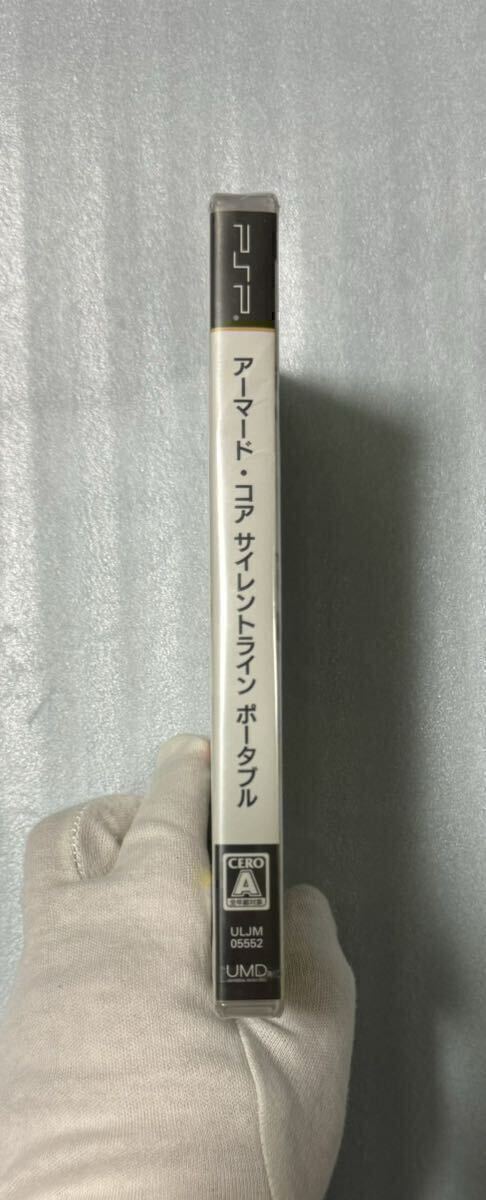 PSP
アーマード・コア サイレントライン ポータブル
CERO
A
全年齢対象
ULJM
05552
UMD